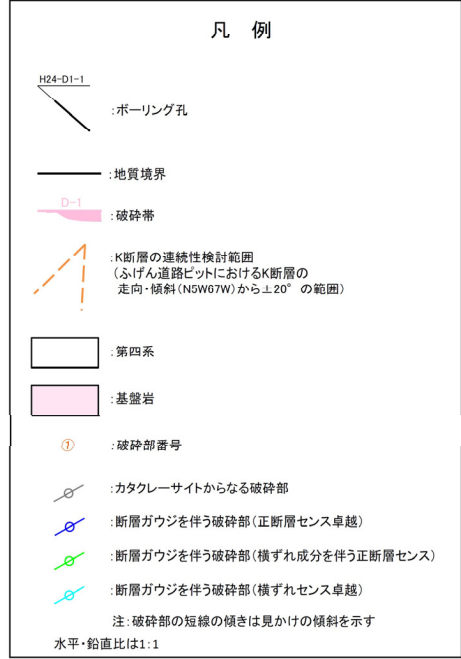 凡 例
H24-D1-1
:ボーリング孔
:地質境界
D-1
:破砕帯
:K断層の連続性検討範囲
(ふげん道路ピットにおけるK断層の
走向・傾斜(N5W67W)から±20°の範囲)
:第四系
:基盤岩
① :破砕部番号
:カタクレーサイトからなる破砕部
:断層ガウジを伴う破砕部(正断層センス卓越)
:断層ガウジを伴う破砕部(横ずれ成分を伴う正断層センス)
:断層ガウジを伴う破砕部(横ずれセンス卓越)
注:破砕部の短線の傾きは見かけの傾斜を示す
水平・鉛直比は1:1